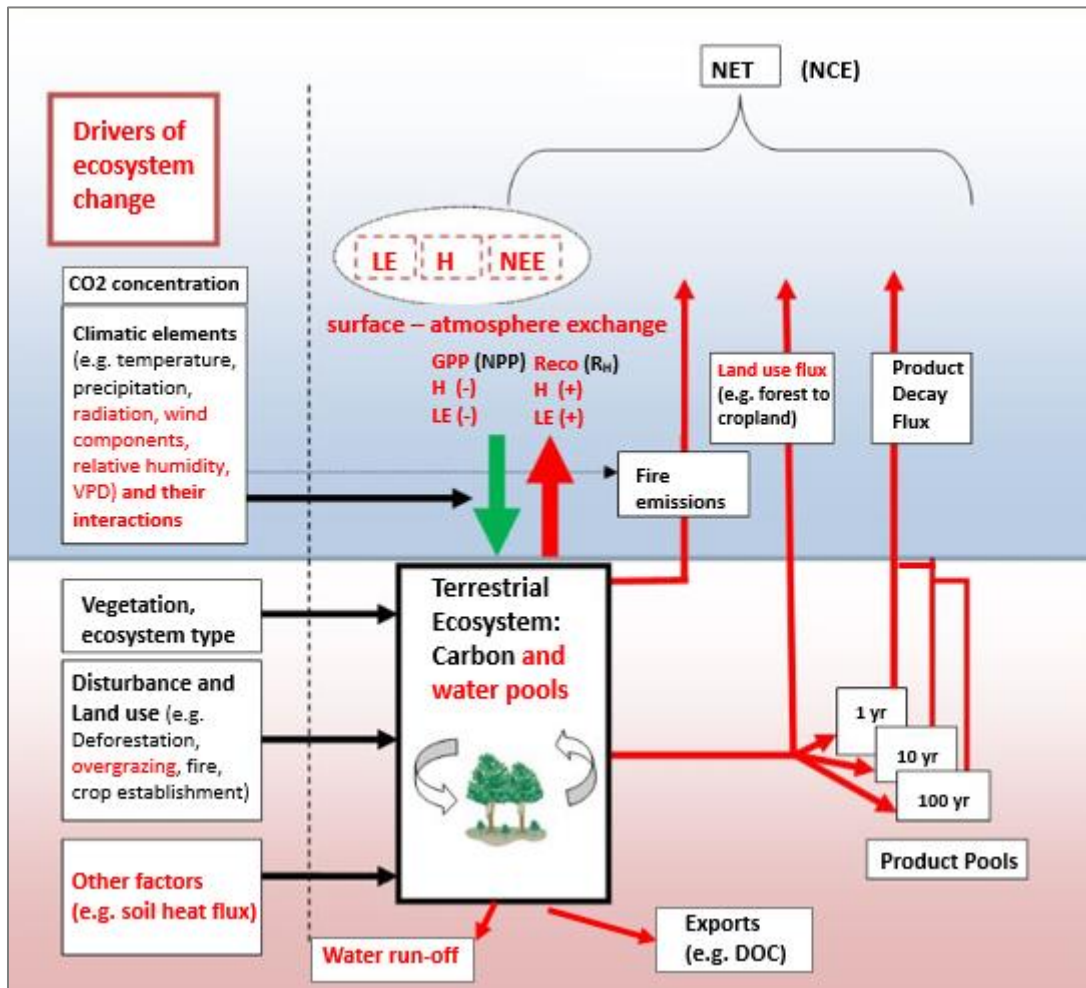 NET (NCE)
Drivers of
ecosystem
change
LE H NEE
CO2 concentration
surface – atmosphere exchange
Climatic elements
(e.g. temperature,
precipitation,
radiation, wind
components,
relative humidity,
VPD) and their
interactions
GPP (NPP) Reco (RH)
H (-) H (+)
LE (-) LE (+)
Fire
emissions
Land use flux
(e.g. forest to
cropland)
Product
Decay
Flux
Vegetation,
ecosystem type
Terrestrial
Ecosystem:
Carbon and
water pools
Disturbance and
Land use (e.g.
Deforestation,
overgrazing, fire,
crop establishment)
1 yr
10 yr
100 yr
Product Pools
Other factors
(e.g. soil heat flux)
Water run-off
Exports
(e.g. DOC)